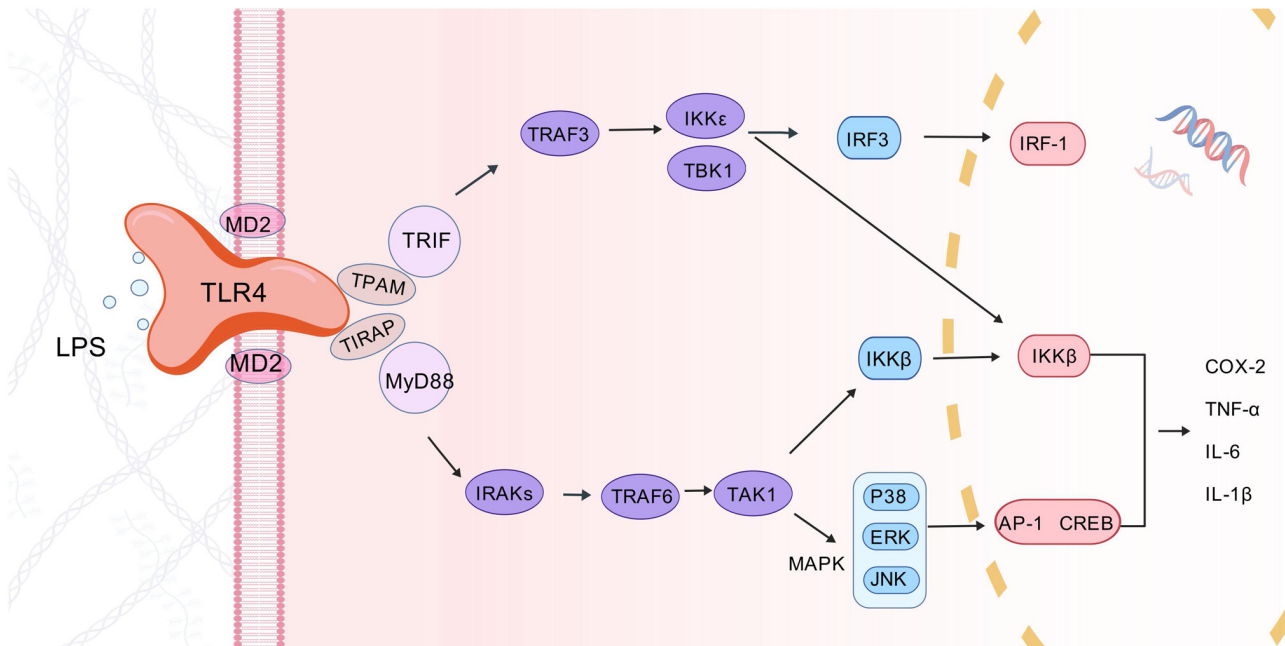 LPS
TLR4
MD2
MD2
TPAM
TIRAP
TRIF
MyD88
TRAF3
IKKε
TBK1
IRF3
IRF-1
IRAKs
TRAF6
TAK1
IKKβ
IKKβ
MAPK
P38
ERK
JNK
AP-1 CREB
COX-2
TNF-α
IL-6
IL-1β